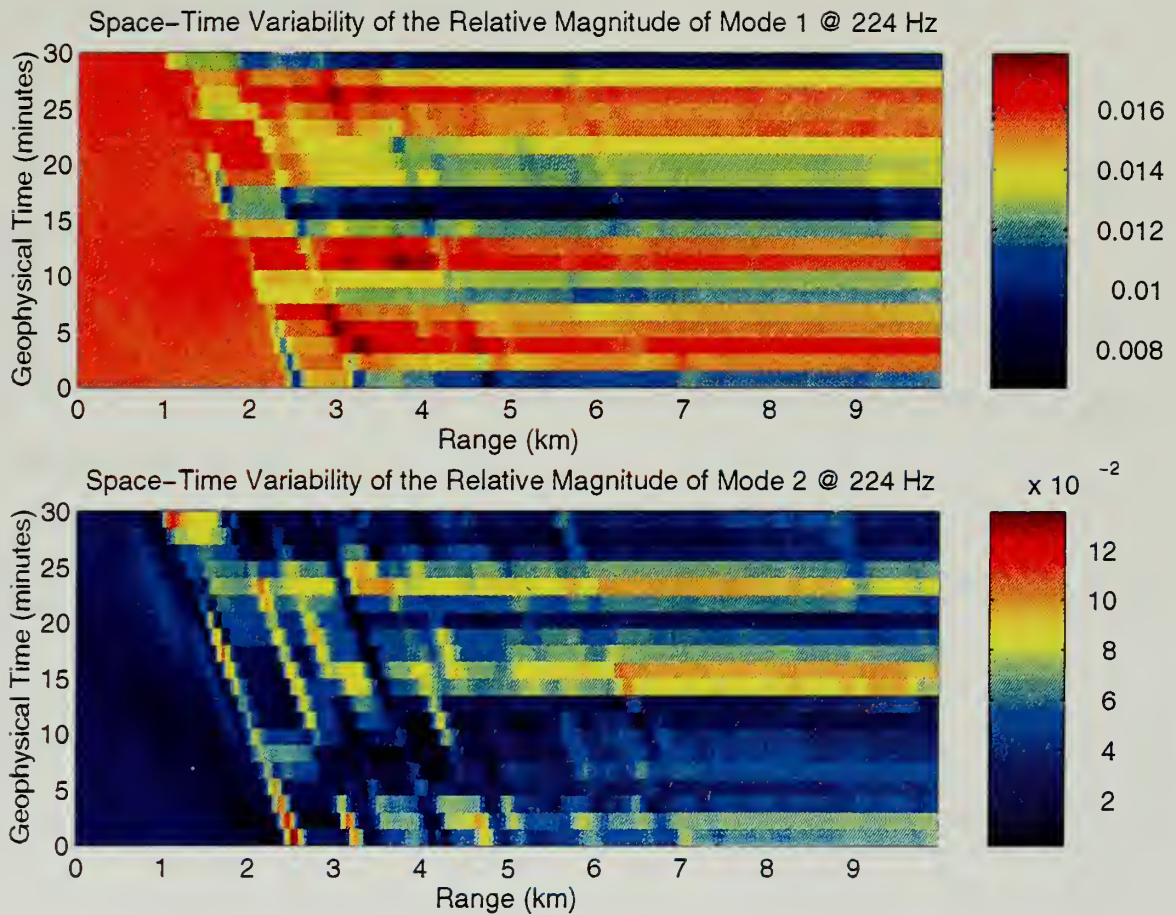 Space-Time Variability of the Relative Magnitude of Mode 1 @ 224 Hz
Geophysical Time (minutes)
30
25
20
15
10
5
0
0 1 2 3 4 5 6 7 8 9
Range (km)
0.016
0.014
0.012
0.01
0.008
Space-Time Variability of the Relative Magnitude of Mode 2 @ 224 Hz
x 10 -2
Geophysical Time (minutes)
30
25
20
15
10
5
0
0 1 2 3 4 5 6 7 8 9
Range (km)
12
10
8
6
4
2